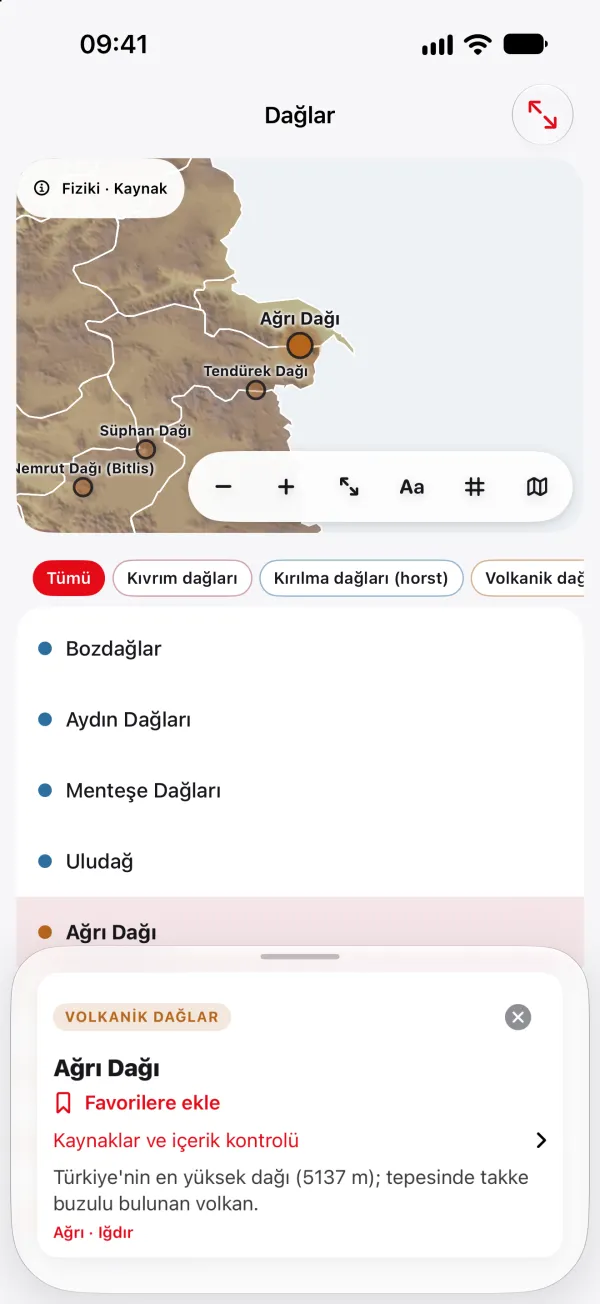 09:41
Dağlar
Fiziki · Kaynak
Ağrı Dağı
Tendürek Dağı
Süphan Dağı
Nemrut Dağı (Bitlis)
Aa
Tümü
Kıvrım dağları
Kırılma dağları (horst)
Volkanik dağ
Bozdağlar
Aydın Dağları
Menteşe Dağları
Uludağ
Ağrı Dağı
VOLKANİK DAĞLAR
Ağrı Dağı
Favorilere ekle
Kaynaklar ve içerik kontrolü
Türkiye'nin en yüksek dağı (5137 m); tepesinde takke
buzulu bulunan volkan.
Ağrı · Iğdır